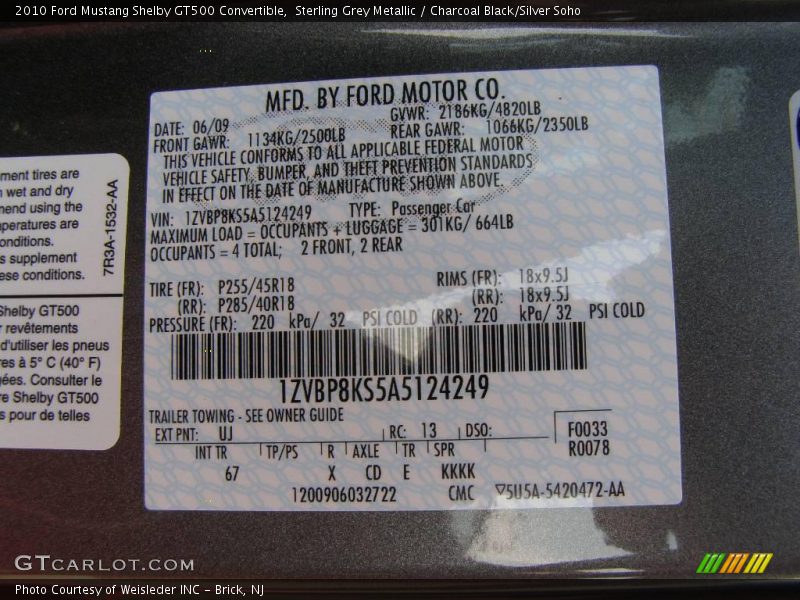 2010 Ford Mustang Shelby GT500 Convertible, Sterling Grey Metallic / Charcoal Black/Silver Soho
ment tires are
wet and dry
mend using the
peratures are
onditions.
s supplement
ese conditions.
7R3A-1532-AA
Shelby GT500
revêtements
d'utiliser les pneus
res à 5° C (40° F)
gées. Consulter le
re Shelby GT500
s pour de telles
MFD. BY FORD MOTOR CO.
DATE: 06/09 GVWR: 2186KG/4820LB
FRONT GAWR: 1134KG/2500LB REAR GAWR: 1066KG/2350LB
THIS VEHICLE CONFORMS TO ALL APPLICABLE FEDERAL MOTOR
VEHICLE SAFETY, BUMPER, AND THEFT PREVENTION STANDARDS
IN EFFECT ON THE DATE OF MANUFACTURE SHOWN ABOVE.
VIN: 1ZVBP8KS5A5124249 TYPE: Passenger Car
MAXIMUM LOAD = OCCUPANTS + LUGGAGE = 301KG/ 664LB
OCCUPANTS = 4 TOTAL; 2 FRONT, 2 REAR
TIRE (FR): P255/45R18 RIMS (FR): 18x9.5J
(RR): P285/40R18 (RR): 18x9.5J
PRESSURE (FR): 220 kPa/ 32 PSI COLD (RR): 220 kPa/ 32 PSI COLD
1ZVBP8KS5A5124249
TRAILER TOWING - SEE OWNER GUIDE
EXT PNT: UJ RC: 13 DSO: F0033
INT TR TP/PS R AXLE TR SPR R0078
67 X CD E KKKK
1200906032722 CMC ▽5U5A-5420472-AA
GTCARLOT.COM
Photo Courtesy of Weisleder INC – Brick, NJ